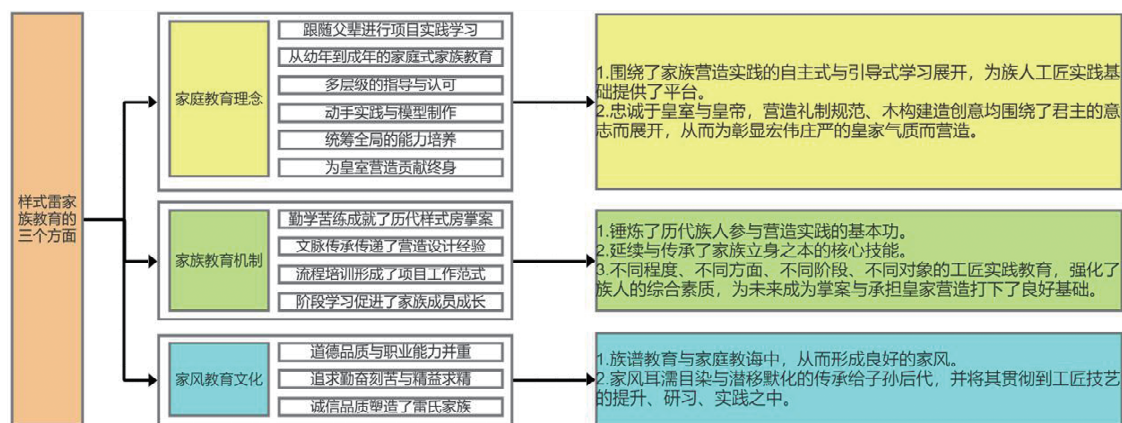 样式雷家
族教育的
三个方面
家庭教育理念
跟随父辈进行项目实践学习
从幼年到成年的家庭式家族教育
多层级的指导与认可
动手实践与模型制作
统筹全局的能力培养
为皇室营造贡献终身
1.围绕了家族营造实践的自主式与引导式学习展开，为族人工匠实践基
础提供了平台。
2.忠诚于皇室与皇帝，营造礼制规范、木构建造创意均围绕了君主的意
志而展开，从而为彰显宏伟庄严的皇家气质而营造。
家族教育机制
勤学苦练成就了历代样式房掌案
文脉传承传递了营造设计经验
流程培训形成了项目工作范式
阶段学习促进了家族成员成长
1.锤炼了历代族人参与营造实践的基本功。
2.延续与传承了家族立身之本的核心技能。
3.不同程度、不同方面、不同阶段、不同对象的工匠实践教育，强化了
族人的综合素质，为未来成为掌案与承担皇家营造打下了良好基础。
家风教育文化
道德品质与职业能力并重
追求勤奋刻苦与精益求精
诚信品质塑造了雷氏家族
1.族谱教育与家庭教诲中，从而形成良好的家风。
2.家风耳濡目染与潜移默化的传承给子孙后代，并将其贯彻到工匠技艺
的提升、研习、实践之中。